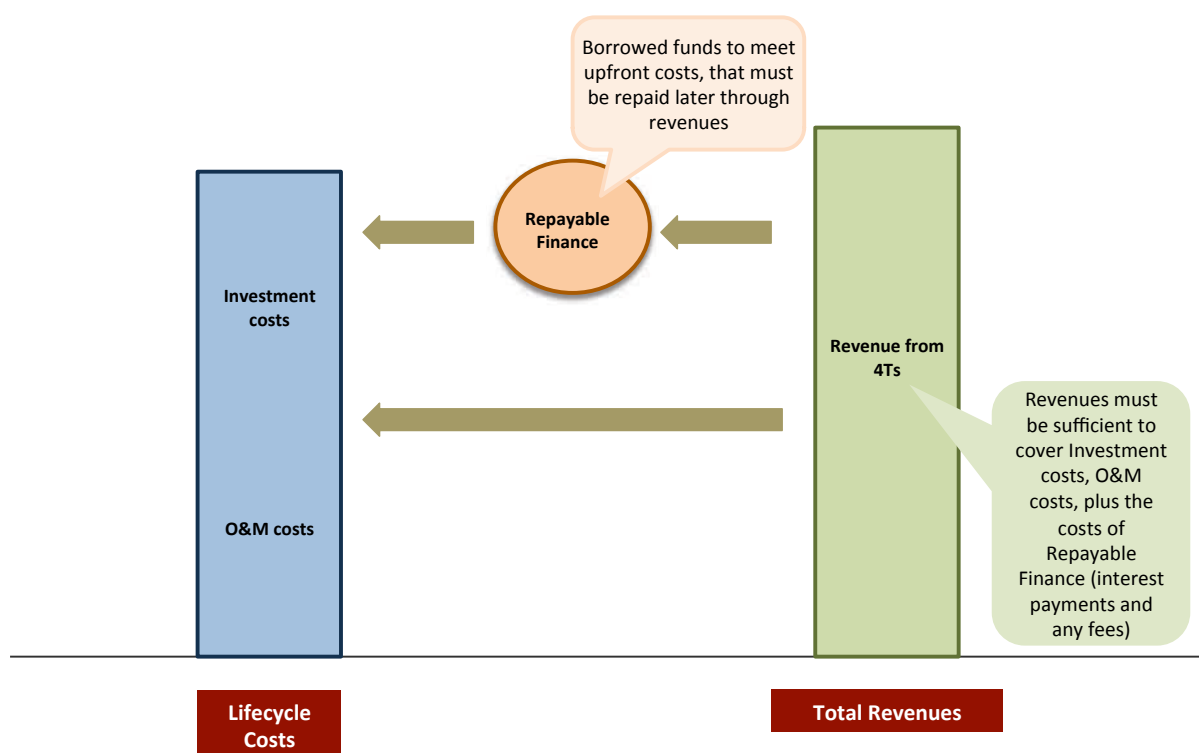 Borrowed funds to meet
upfront costs, that must
be repaid later through
revenues
Repayable
Finance
Investment
costs
Revenue from
4Ts
Revenues must
be sufficient to
cover Investment
costs, O&M
costs, plus the
costs of
Repayable
Finance (interest
payments and
any fees)
O&M costs
Lifecycle
Costs
Total Revenues